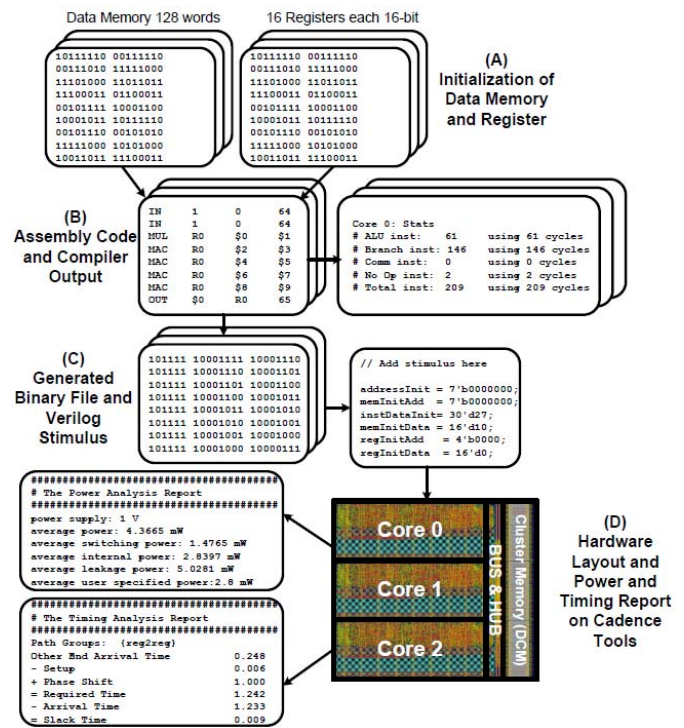 Data Memory 128 words
16 Registers each 16-bit
10111110 00111110
00111010 11111000
11101000 11011011
11100011 01100011
00101111 10001100
10001011 10111110
00101110 00101010
11111000 10101000
10011011 11100011
10111110 00111110
00111010 11111000
11101000 11011011
11100011 01100011
00101111 10001100
10001011 10111110
00101110 00101010
11111000 10101000
10011011 11100011
(A)
Initialization of
Data Memory
and Register
(B)
Assembly Code
and Compiler
Output
IN 1 0 64
IN 1 0 64
MUL R0 $0 $1
MAC R0 $2 $3
MAC R0 $4 $5
MAC R0 $6 $7
MAC R0 $8 $9
OUT $0 R0 65
Core 0: Stats
# ALU inst: 61 using 61 cycles
# Branch inst: 146 using 146 cycles
# Comm inst: 0 using 0 cycles
# No Op inst: 2 using 2 cycles
# Total inst: 209 using 209 cycles
(C)
Generated
Binary File and
Verilog
Stimulus
101111 10001111 10001110
101111 10001110 10001101
101111 10001101 10001100
101111 10001100 10001011
101111 10001011 10001010
101111 10001010 10001001
101111 10001001 10001000
101111 10001000 10000111
// Add stimulus here
addressInit = 7'b0000000;
memInitAdd = 7'b0000000;
instDataInit= 30'd27;
memInitData = 16'd10;
regInitAdd = 4'b0000;
regInitData = 16'd0;
########################################
# The Power Analysis Report
########################################
power supply: 1 V
average power: 4.3665 mW
average switching power: 1.4765 mW
average internal power: 2.8397 mW
average leakage power: 5.0281 mW
average user specified power:2.8 mW
########################################
# The Timing Analysis Report
########################################
Path Groups: {reg2reg}
Other End Arrival Time 0.248
- Setup 0.006
+ Phase Shift 1.000
= Required Time 1.242
- Arrival Time 1.233
= Slack Time 0.009
Core 0
Core 1
Core 2
BUS & HUB
Cluster Memory (DCM)
(D)
Hardware
Layout and
Power and
Timing Report
on Cadence
Tools